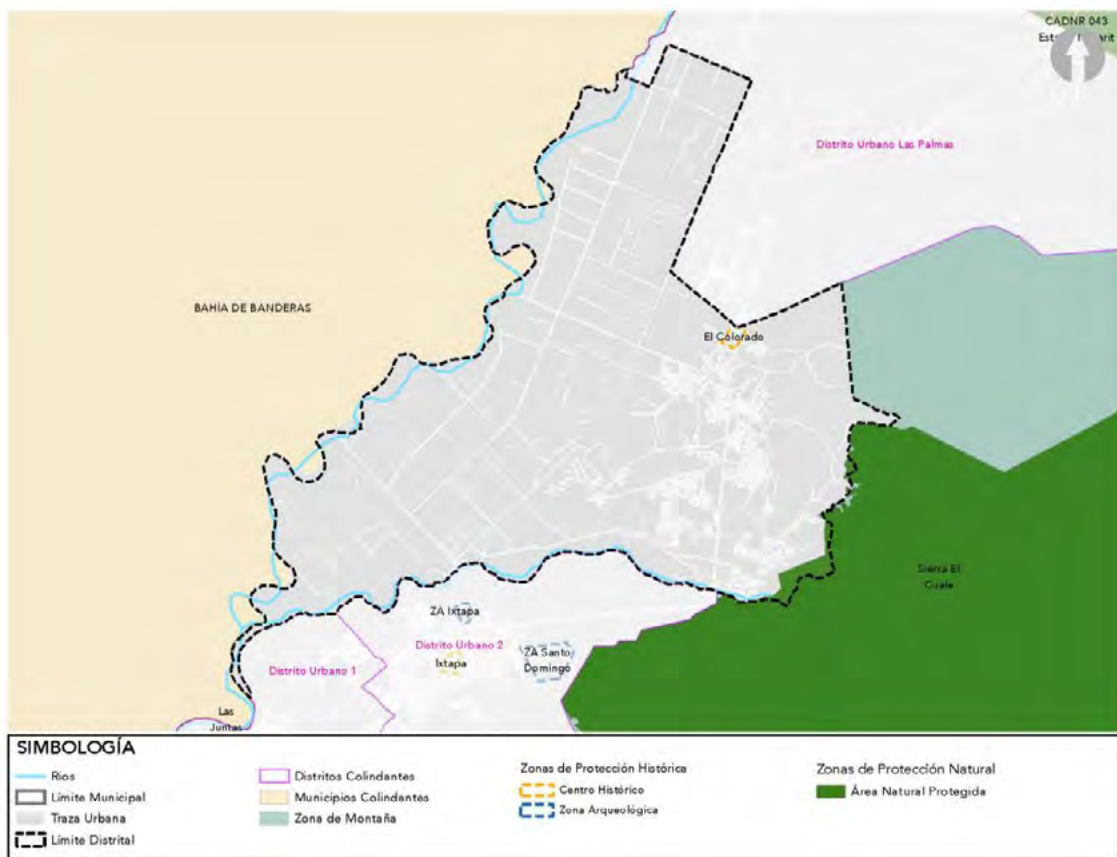 CADNR 043
Distrito Urbano Las Palmas
BAHÍA DE BANDERAS
El Colorado
Sierra El
Cuale
ZA Ixtapa
Distrito Urbano 2
Ixtapa
ZA Santo
Domingo
Distrito Urbano 1
Las
Juntas
SIMBOLOGÍA
Rios
Límite Municipal
Traza Urbana
Límite Distrital
Distritos Colindantes
Municipios Colindantes
Zona de Montaña
Zonas de Protección Histórica
Centro Histórico
Zona Arqueológica
Zonas de Protección Natural
Área Natural Protegida